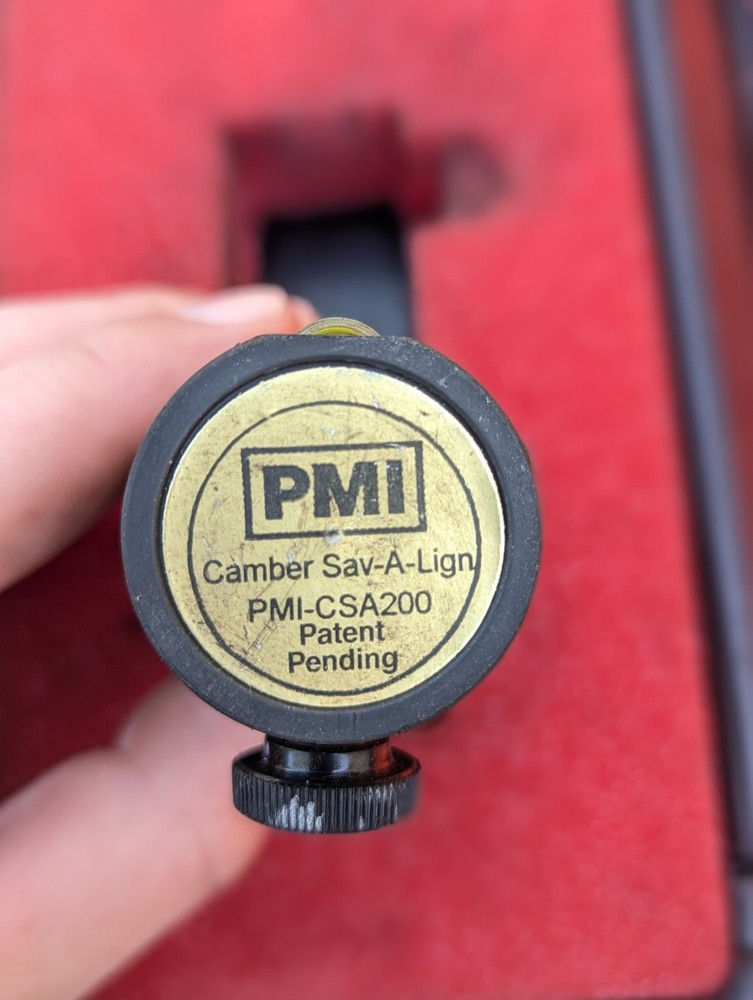 PMI
Camber Sav-A-Lign
PMI-CSA200
Patent
Pending